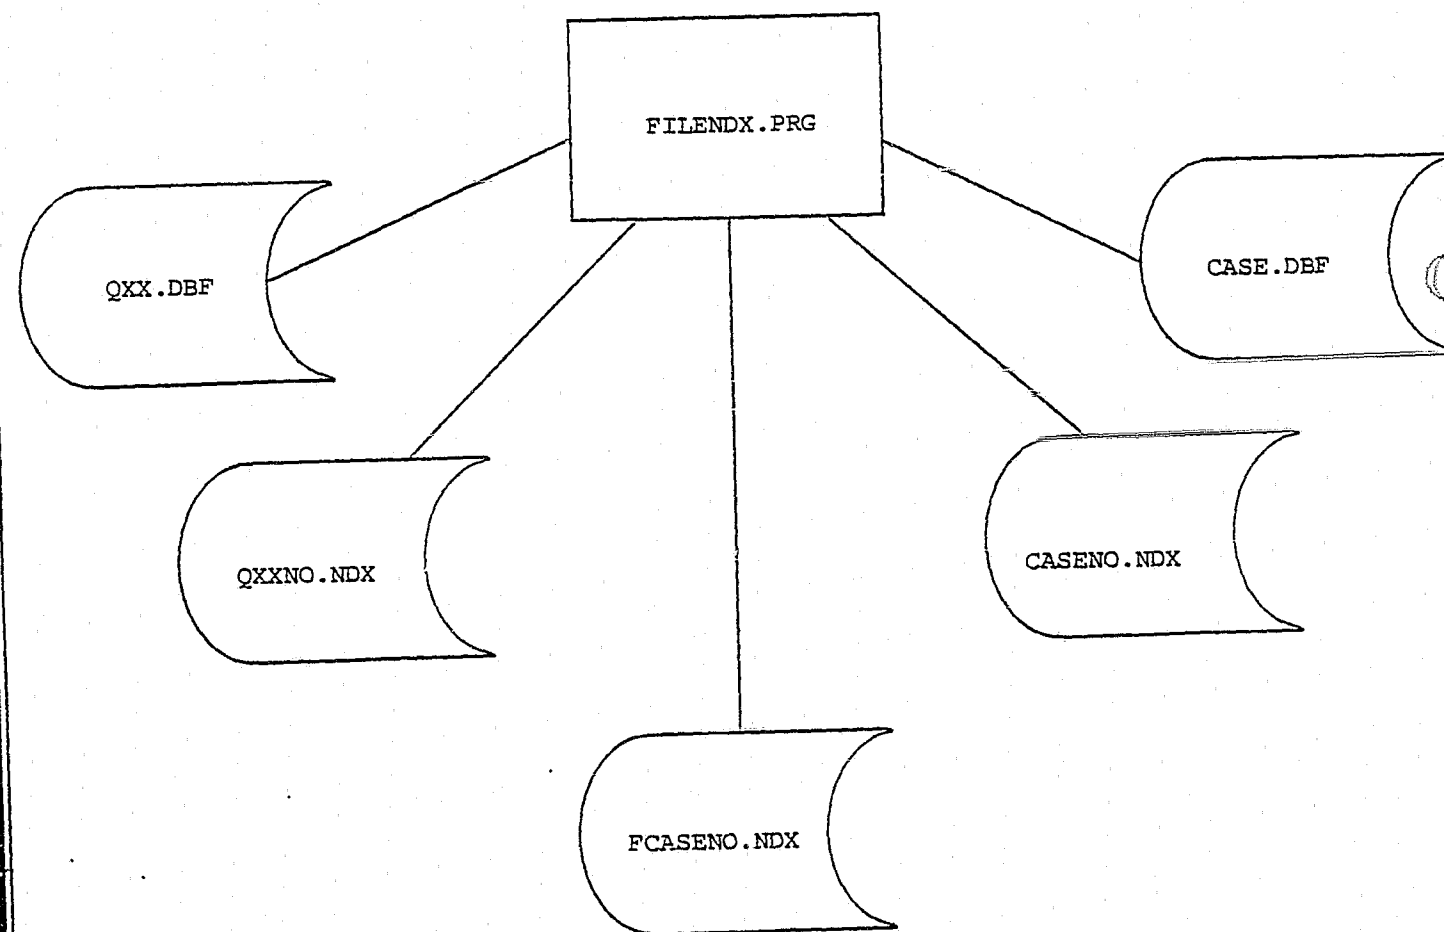 FILENDX.PRG
QXX.DBF
CASE.DBF
QXXNO.NDX
CASENO.NDX
FCASENO.NDX